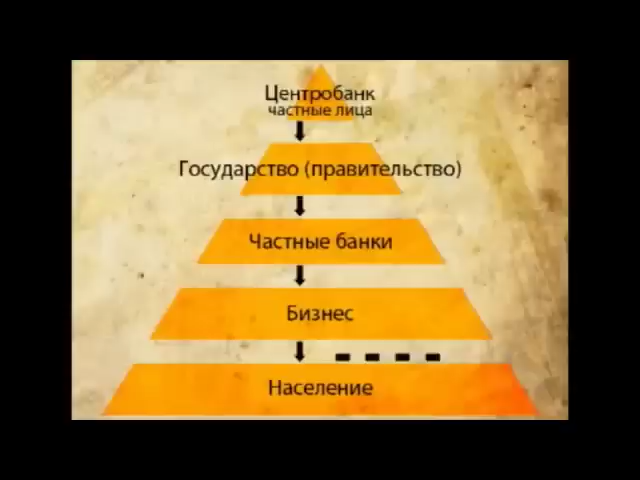 Центробанк
частные лица
Государство (правительство)
Частные банки
Бизнес
Население